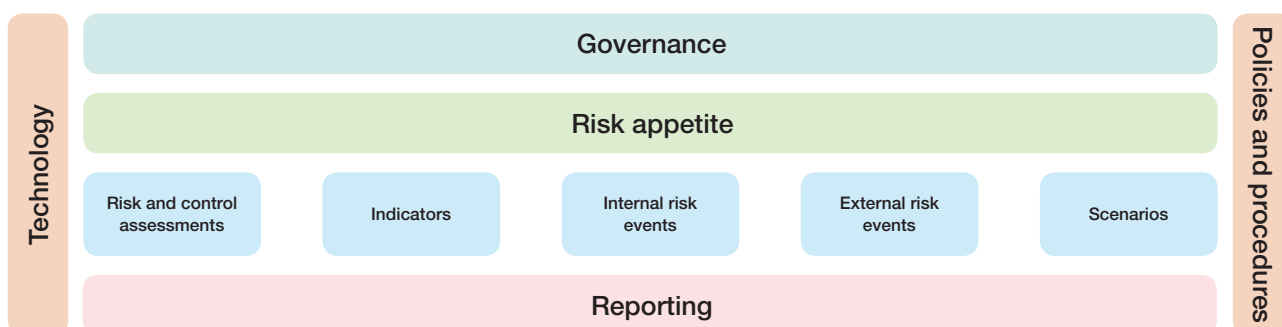 Technology
Governance
Risk appetite
Risk and control
assessments
Indicators
Internal risk
events
External risk
events
Scenarios
Reporting
Policies and procedures